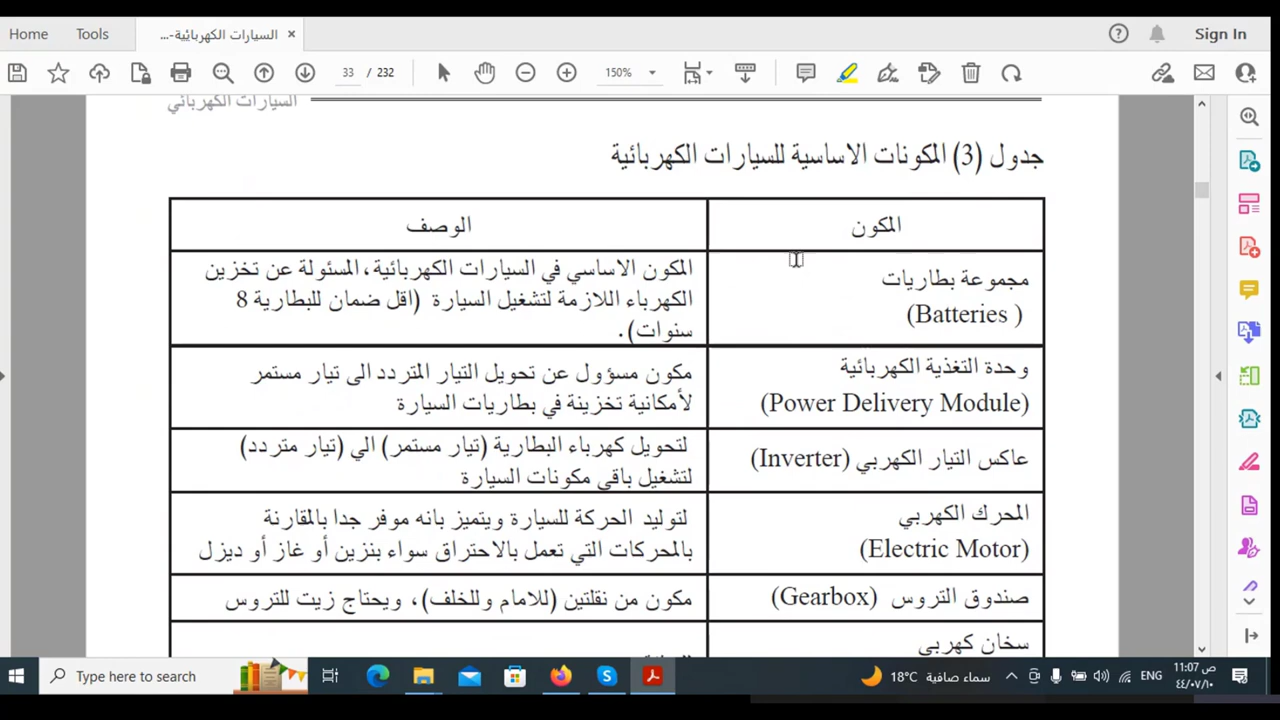 Home
Tools
السيارات الكهربائية-...
Sign In
33 / 232
150%
السيارات الكهربائي
جدول (3) المكونات الاساسية للسيارات الكهربائية
المكون
الوصف
مجموعة بطاريات
(Batteries )
المكون الاساسي في السيارات الكهربائية، المسئولة عن تخزين
الكهرباء اللازمة لتشغيل السيارة (اقل ضمان للبطارية 8
سنوات).
وحدة التغذية الكهربائية
(Power Delivery Module)
مكون مسؤول عن تحويل التيار المتردد الى تيار مستمر
لأمكانية تخزينة في بطاريات السيارة
عاكس التيار الكهربي (Inverter)
لتحويل كهرباء البطارية (تيار مستمر) الي (تيار متردد)
لتشغيل باقي مكونات السيارة
المحرك الكهربي
(Electric Motor)
لتوليد الحركة للسيارة ويتميز بانه موفر جدا بالمقارنة
بالمحركات التي تعمل بالاحتراق سواء بنزين أو غاز أو ديزل
صندوق التروس (Gearbox)
مكون من نقلتين (للامام وللخلف)، ويحتاج زيت للتروس
سخان كهربي
Type here to search
18°C سماء صافية
ENG
11:07 ص
٤٤/٠٧/١٠